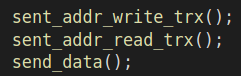 sent_addr_write_trx();
sent_addr_read_trx();
send_data();